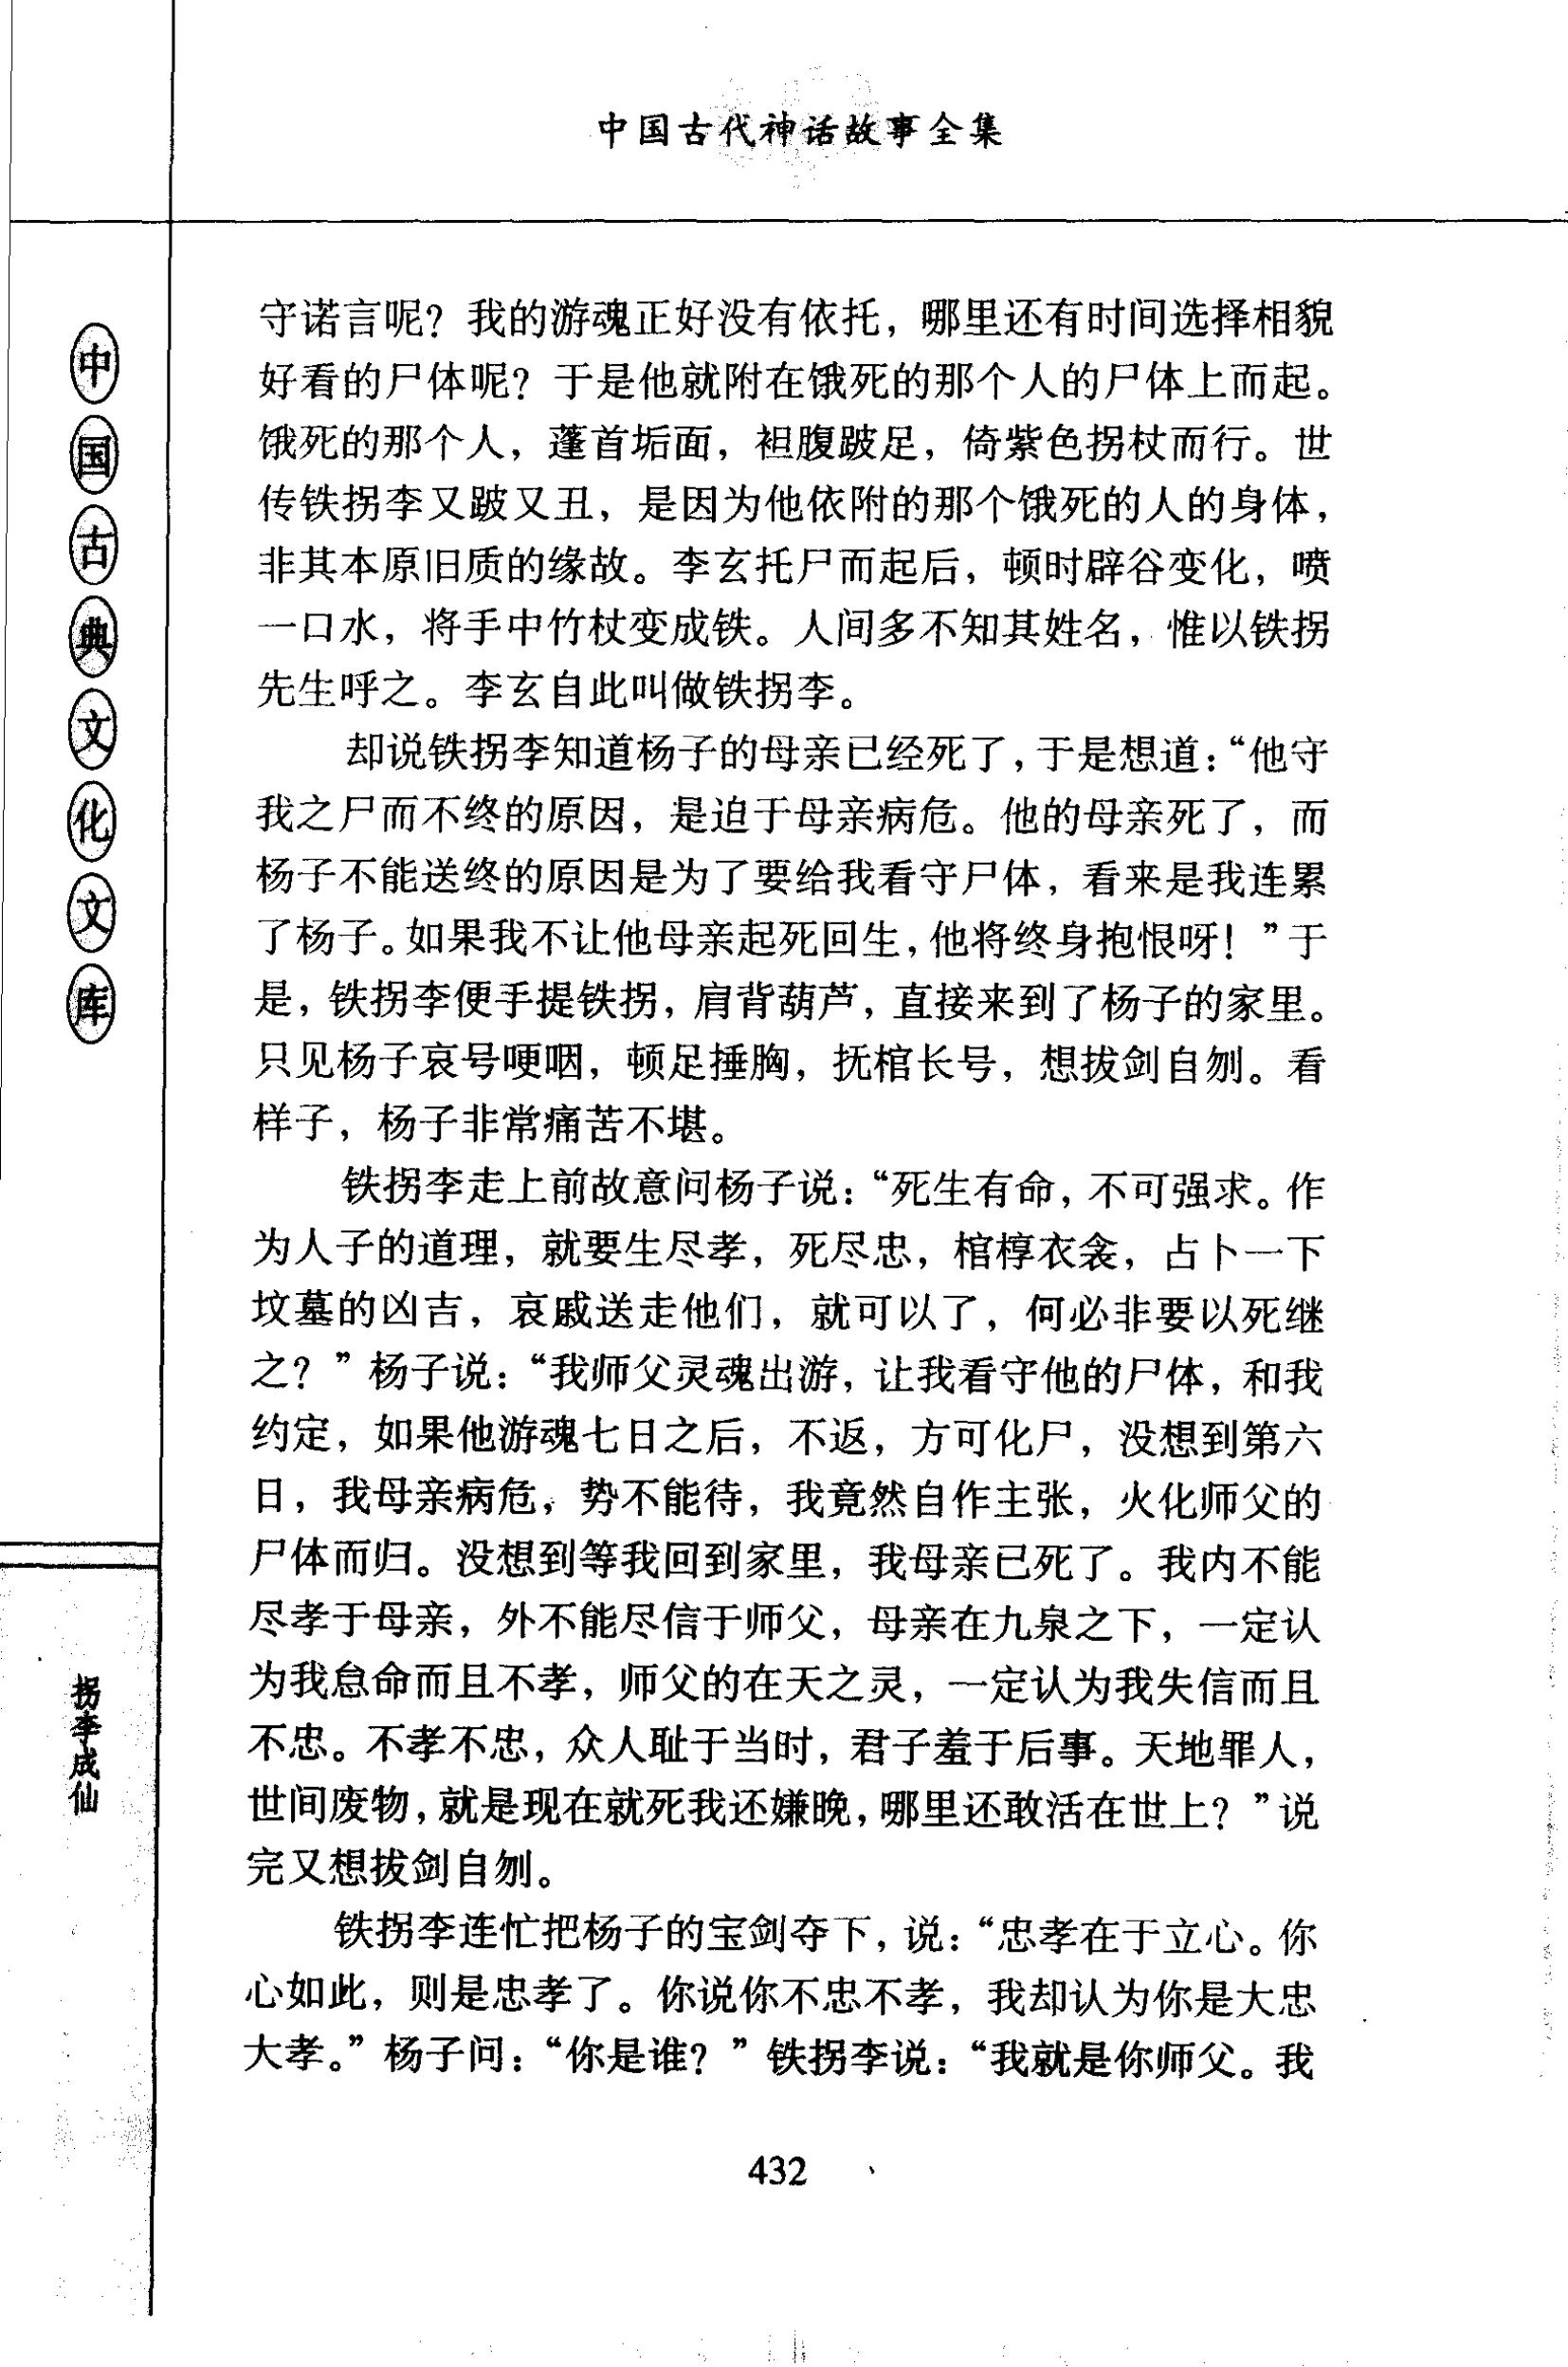 中国古代神话故事全集
中国古典文化文库
拐李成仙
守诺言呢？我的游魂正好没有依托，哪里还有时间选择相貌
好看的尸体呢？于是他就附在饿死的那个人的尸体上而起。
饿死的那个人，蓬首垢面，袒腹跛足，倚紫色拐杖而行。世
传铁拐李又跛又丑，是因为他依附的那个饿死的人的身体，
非其本原旧质的缘故。李玄托尸而起后，顿时辟谷变化，喷
一口水，将手中竹杖变成铁。人间多不知其姓名，惟以铁拐
先生呼之。李玄自此叫做铁拐李。
却说铁拐李知道杨子的母亲已经死了，于是想道：“他守
我之尸而不终的原因，是迫于母亲病危。他的母亲死了，而
杨子不能送终的原因是为了要给我看守尸体，看来是我连累
了杨子。如果我不让他母亲起死回生，他将终身抱恨呀！”于
是，铁拐李便手提铁拐，肩背葫芦，直接来到了杨子的家里。
只见杨子哀号哽咽，顿足捶胸，抚棺长号，想拔剑自刎。看
样子，杨子非常痛苦不堪。
铁拐李走上前故意问杨子说：“死生有命，不可强求。作
为人子的道理，就要生尽孝，死尽忠，棺椁衣衾，占卜一下
坟墓的凶吉，哀戚送走他们，就可以了，何必非要以死继
之？”杨子说：“我师父灵魂出游，让我看守他的尸体，和我
约定，如果他游魂七日之后，不返，方可化尸，没想到第六
日，我母亲病危，势不能待，我竟然自作主张，火化师父的
尸体而归。没想到等我回到家里，我母亲已死了。我内不能
尽孝于母亲，外不能尽信于师父，母亲在九泉之下，一定认
为我怠命而且不孝，师父的在天之灵，一定认为我失信而且
不忠。不孝不忠，众人耻于当时，君子羞于后事。天地罪人，
世间废物，就是现在就死我还嫌晚，哪里还敢活在世上？”说
完又想拔剑自刎。
铁拐李连忙把杨子的宝剑夺下，说：“忠孝在于立心。你
心如此，则是忠孝了。你说你不忠不孝，我却认为你是大忠
大孝。”杨子问：“你是谁？”铁拐李说：“我就是你师父。我
432